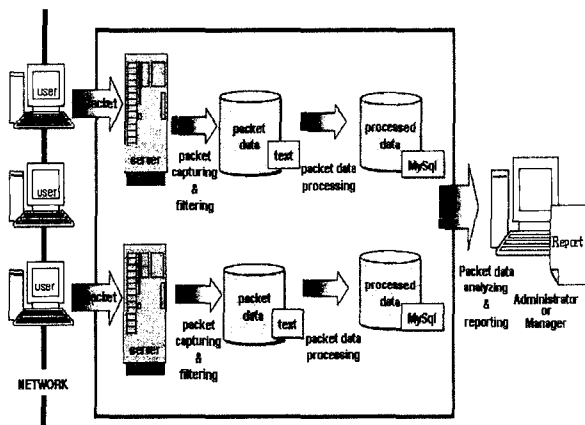 user
packet
server
packet
capturing
&
filtering
packet
data
text
packet data
processing
processed
data
MySql
user
user
packet
server
packet
capturing
&
filtering
packet
data
text
packet data
processing
processed
data
MySql
Packet data
analyzing
&
reporting
Report
Administrator
or
Manager
NETWORK